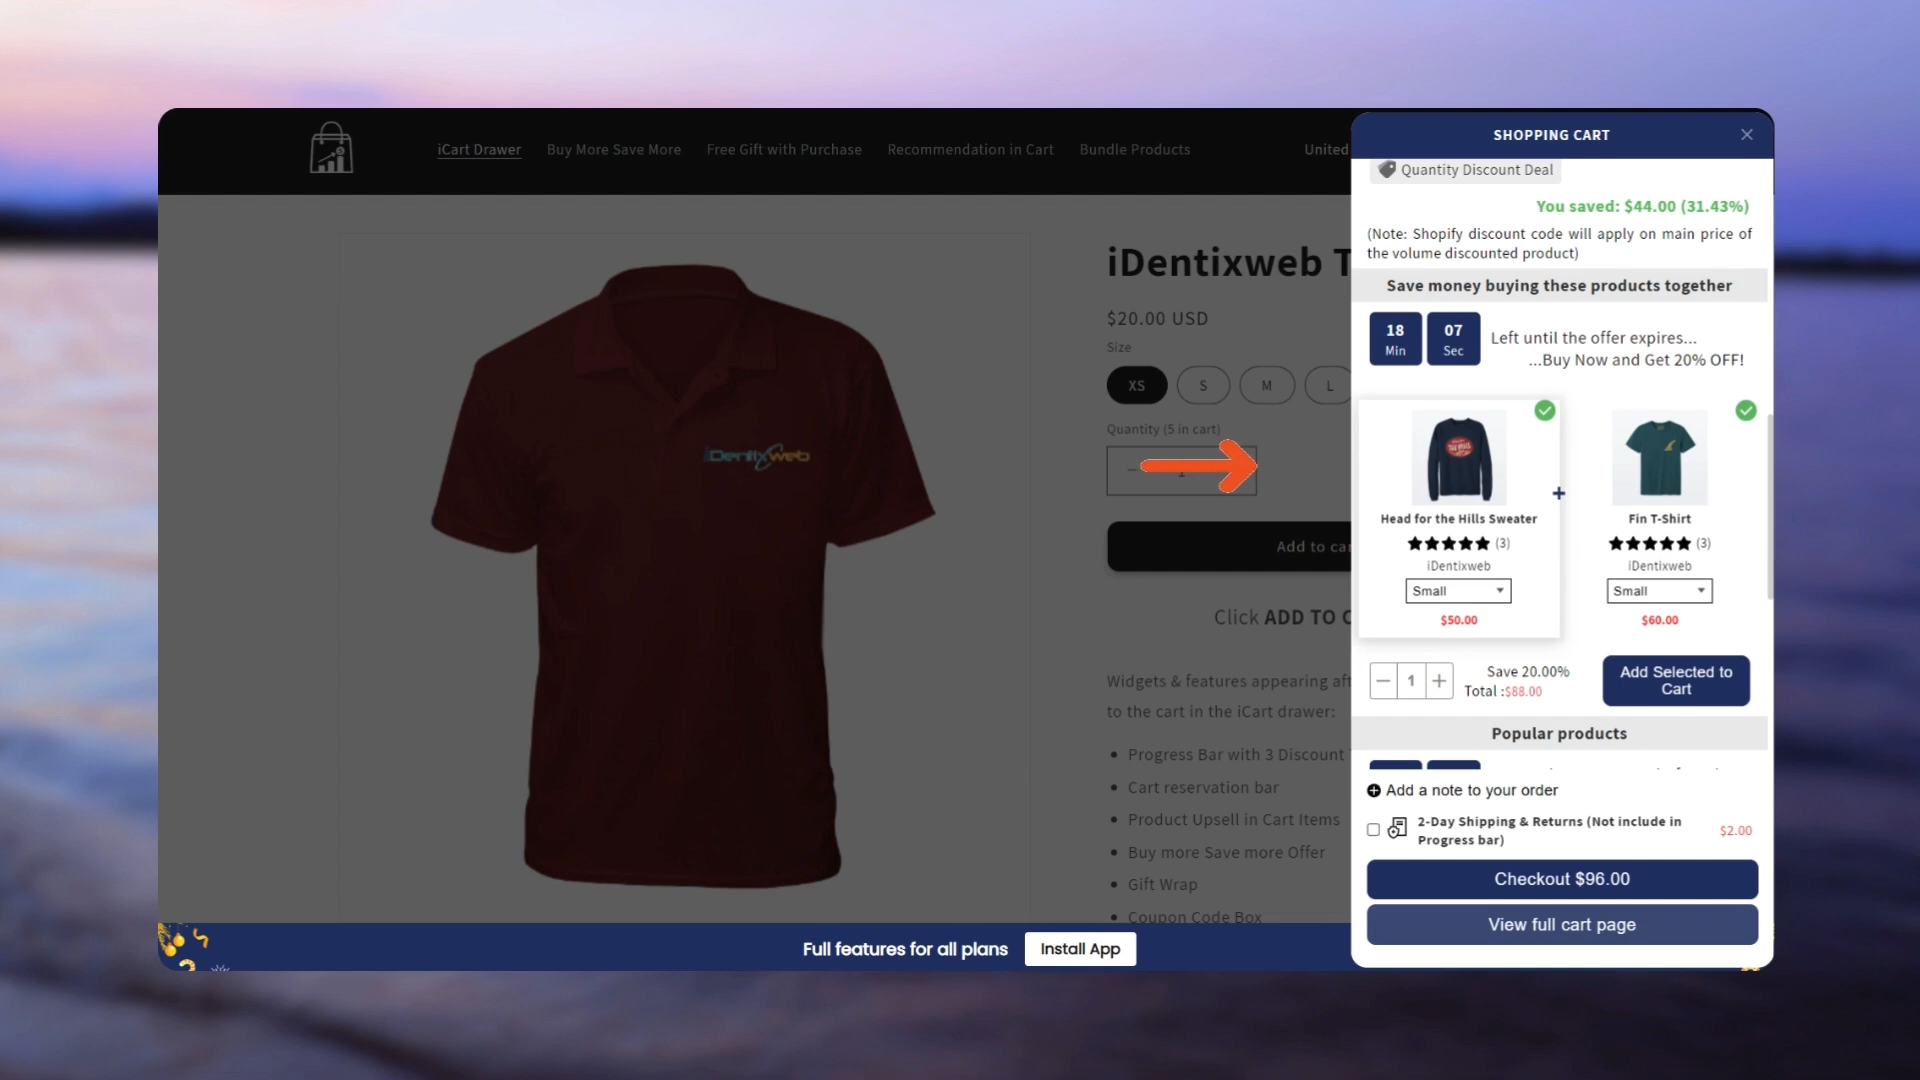 iCart Drawer
Buy More Save More
Free Gift with Purchase
Recommendation in Cart
Bundle Products
United
iDentixweb
iDentixweb T
$20.00 USD
Size
XS
S
M
L
Quantity (5 in cart)
Click ADD TO C
Widgets & features appearing
to the cart in the iCart drawer:
Progress Bar with 3 Discount
Cart reservation bar
Product Upsell in Cart Items
Buy more Save more Offer
Gift Wrap
Coupon Code Box
Full features for all plans
Install App
SHOPPING CART
Quantity Discount Deal
You saved: $44.00 (31.43%)
(Note: Shopify discount code will apply on main price of
the volume discounted product)
Save money buying these products together
18 Min
07 Sec
Left until the offer expires...
...Buy Now and Get 20% OFF!
Head for the Hills Sweater
(3)
iDentixweb
Small
$50.00
+
Fin T-Shirt
(3)
iDentixweb
Small
$60.00
− 1 +
Save 20.00%
Total :$88.00
Add Selected to
Cart
Popular products
Add a note to your order
2-Day Shipping & Returns (Not include in
Progress bar)
$2.00
Checkout $96.00
View full cart page